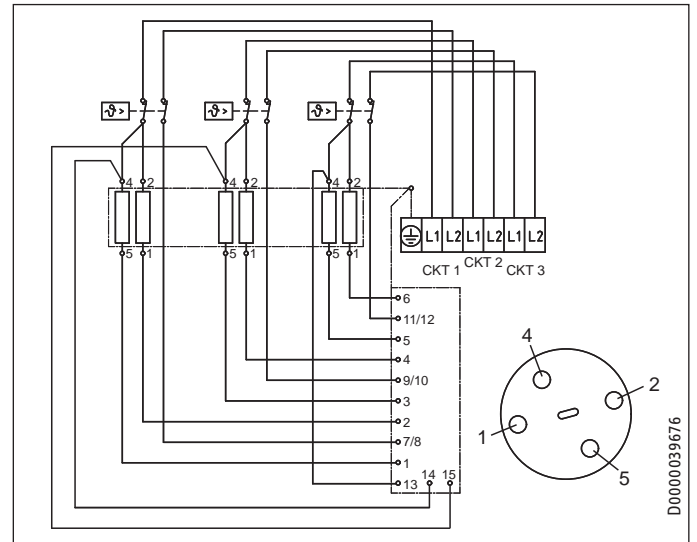 ϑ> ϑ> ϑ>
4 2 4 2 4 2
5 1 5 1 5 1
L1 L2 L1 L2 L1 L2
CKT 1 CKT 2 CKT 3
6
11/12
5
4
9/10
3
2
7/8
1
13 14 15
4
2
1
5
D0000039676